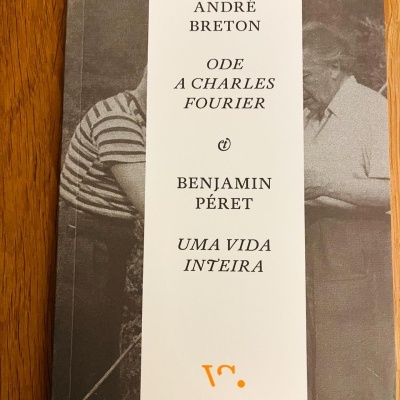 ANDRÉ
BRETON
ODE
A CHARLES
FOURIER
&
BENJAMIN
PÉRET
UMA VIDA
INTEIRA